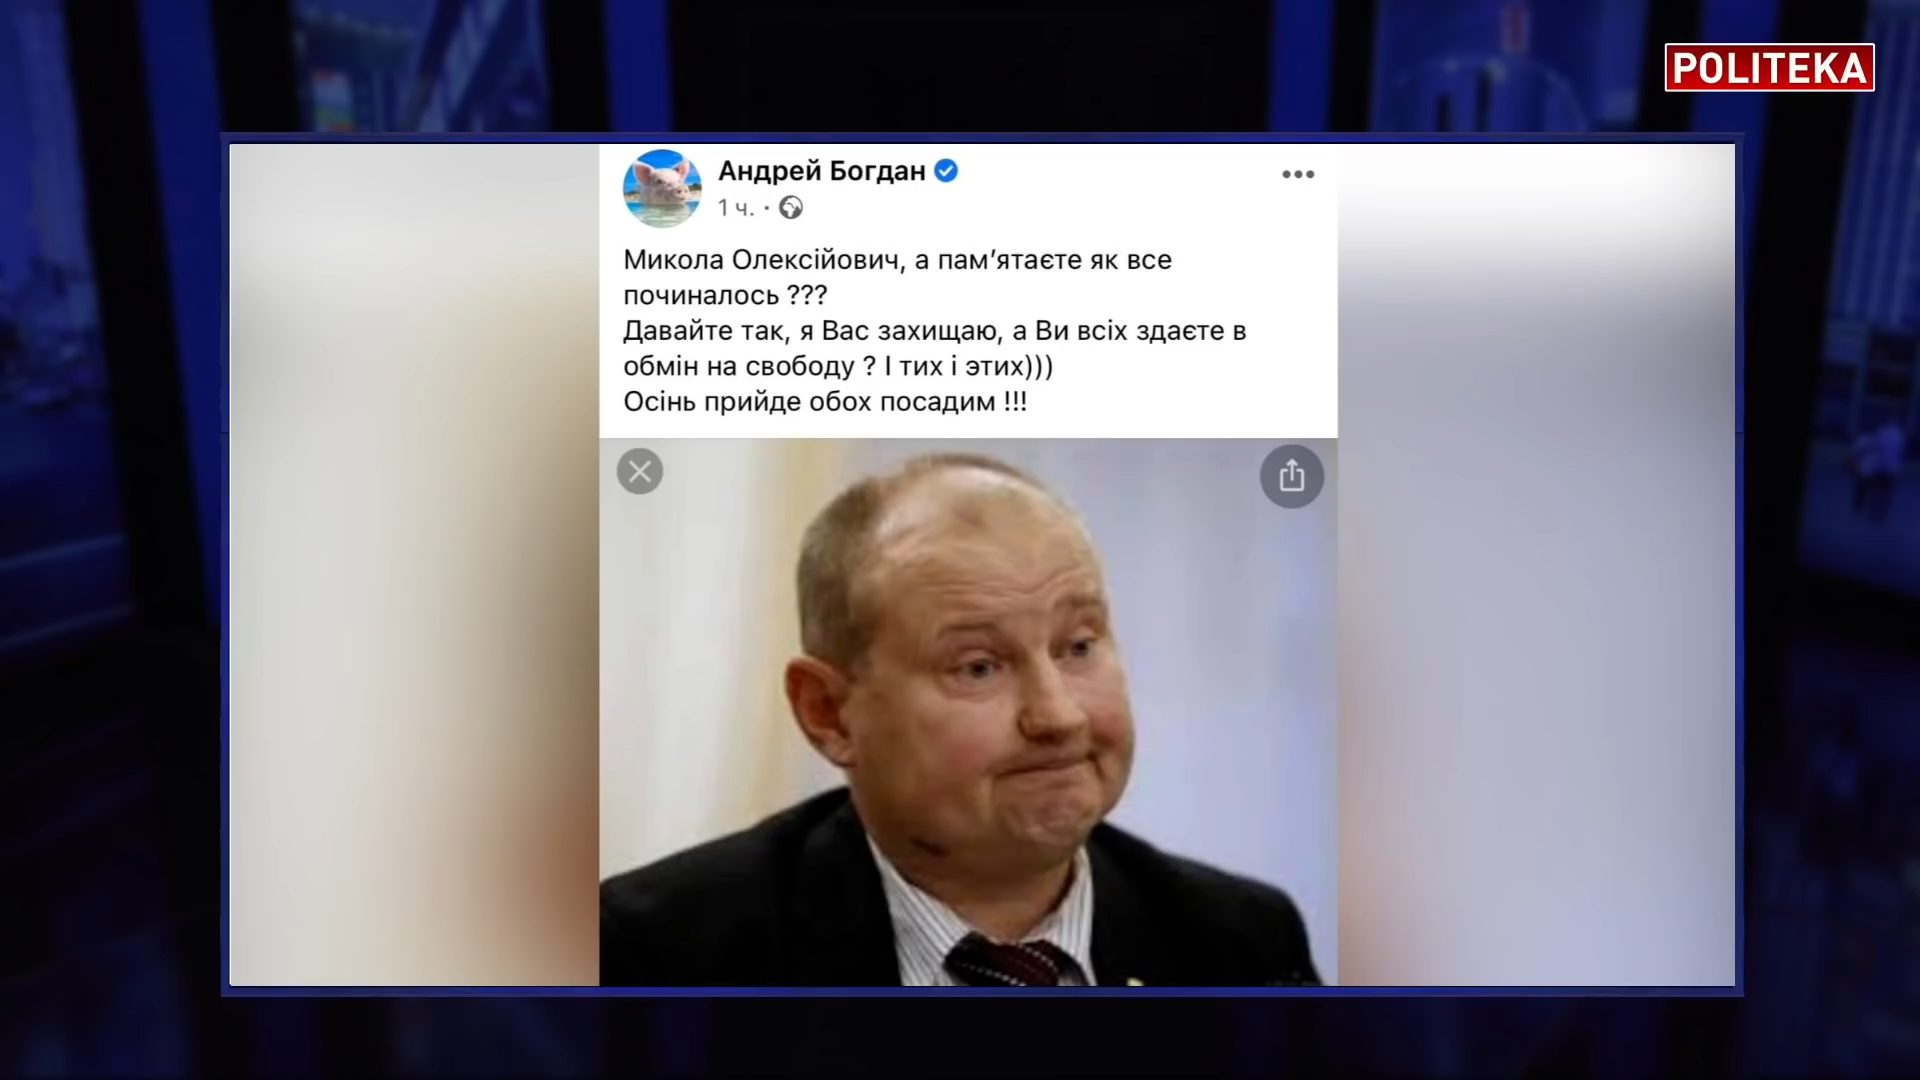 POLITEKA
Андрей Богдан
1 ч. ·
Микола Олексійович, а пам’ятаєте як все
починалось ???
Давайте так, я Вас захищаю, а Ви всіх здаєте в
обмін на свободу ? І тих і этих)))
Осінь прийде обох посадим !!!